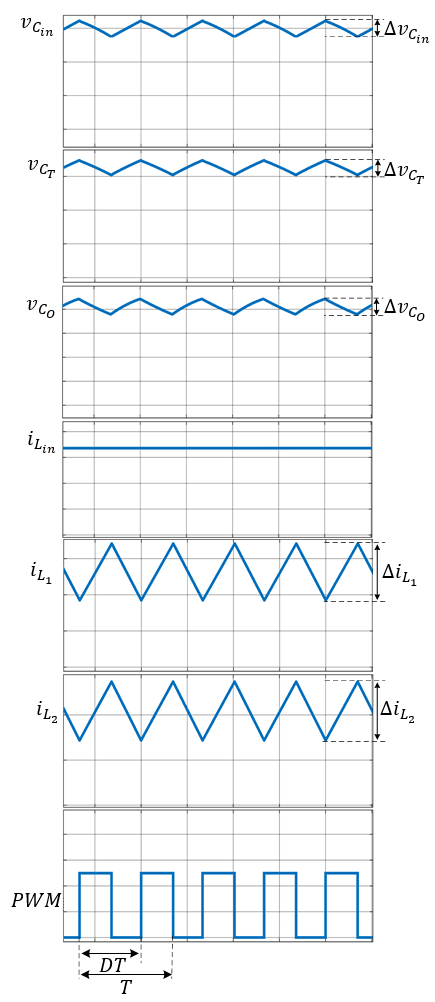 v_{C_{in}}
Δv_{C_{in}}
v_{C_T}
Δv_{C_T}
v_{C_O}
Δv_{C_O}
i_{L_{in}}
i_{L_1}
Δi_{L_1}
i_{L_2}
Δi_{L_2}
PWM
DT
T